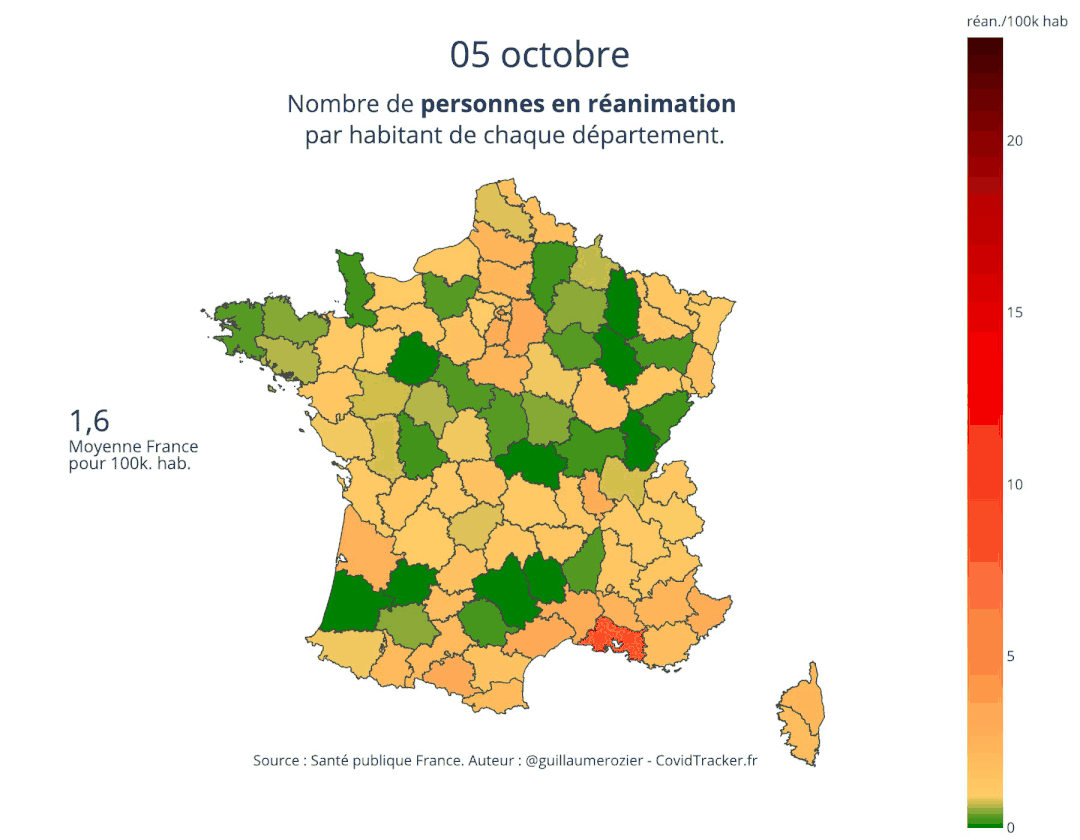 réan./100k hab
05 octobre
Nombre de personnes en réanimation
par habitant de chaque département.
20
15
10
5
0
1,6
Moyenne France
pour 100k. hab.
Source : Santé publique France. Auteur : @guillaumerozier - CovidTracker.fr